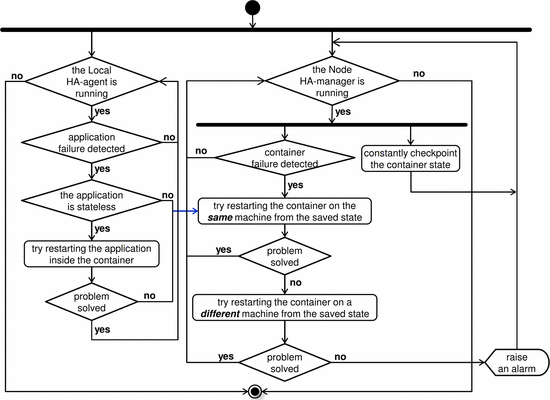 the Local
HA-agent is
running
no
yes
application
failure detected
no
yes
the application
is stateless
no
yes
try restarting the application
inside the container
problem
solved
no
yes
the Node
HA-manager is
running
no
yes
container
failure detected
no
yes
constantly checkpoint
the container state
try restarting the container on the
same machine from the saved state
problem
solved
yes
no
try restarting the container on a
different machine from the saved state
problem
solved
yes
no
raise
an alarm